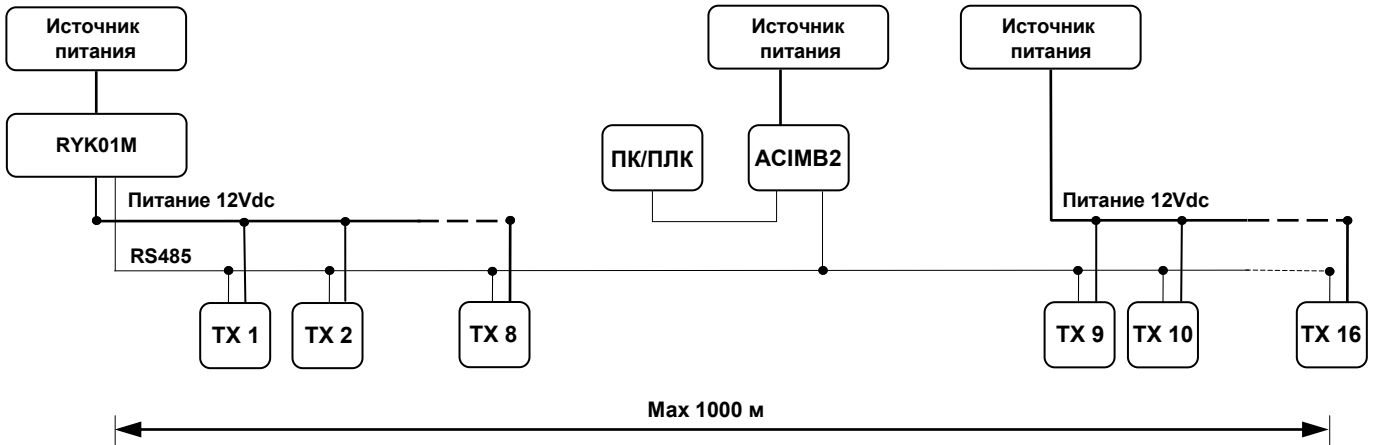 Источник
питания
Источник
питания
Источник
питания
RYK01M
ПК/ПЛК
ACIMB2
Питание 12Vdc
Питание 12Vdc
RS485
TX 1
TX 2
TX 8
TX 9
TX 10
TX 16
Max 1000 м